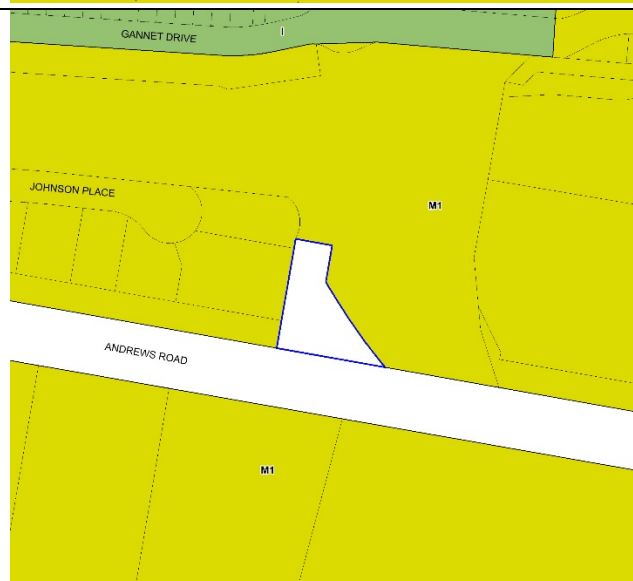 GANNET DRIVE
I
JOHNSON PLACE
M1
ANDREWS ROAD
M1